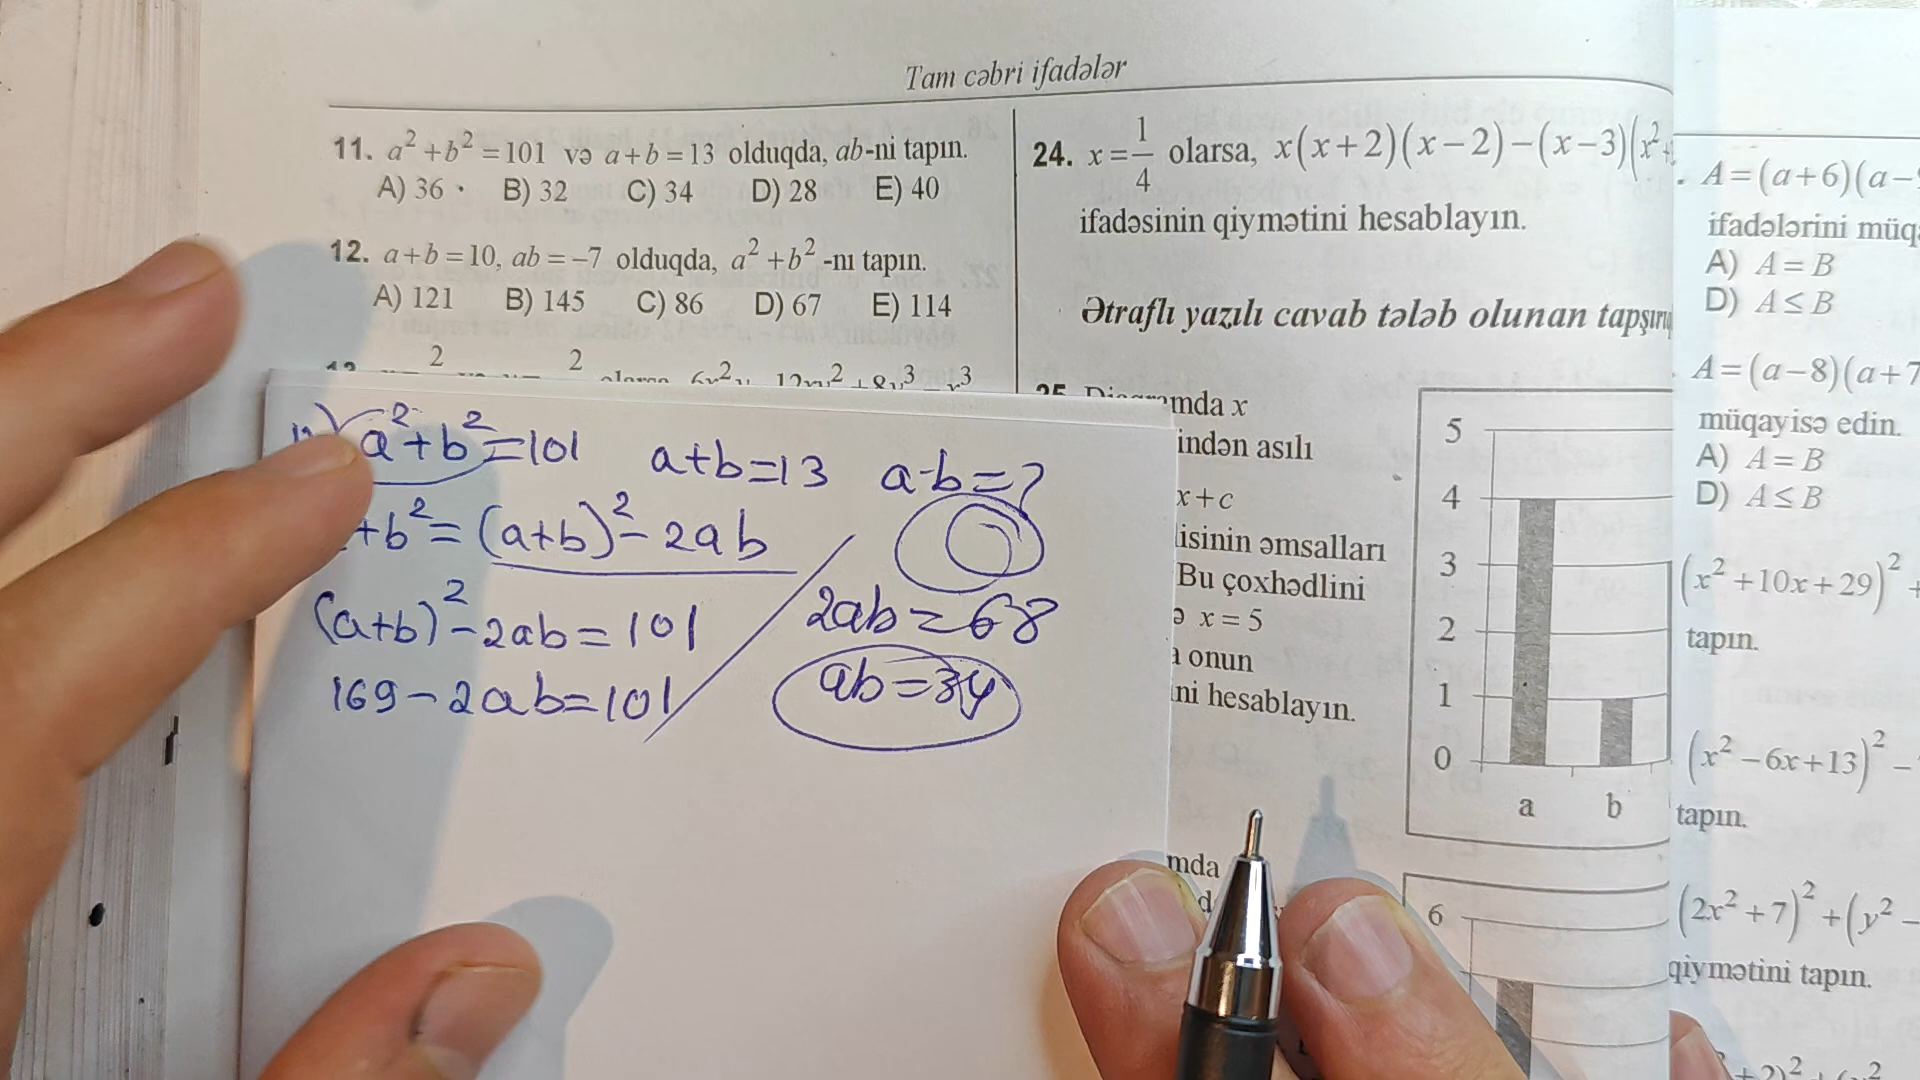 Tam cəbri ifadələr
11. a² + b² = 101 və a + b = 13 olduqda, ab-ni tapın.
A) 36 · B) 32 C) 34 D) 28 E) 40
12. a + b = 10, ab = −7 olduqda, a² + b² -nı tapın.
A) 121 B) 145 C) 86 D) 67 E) 114
a² + b² = 101 a + b = 13 a·b = ?
+ b² = (a+b)² − 2ab
(a+b)² − 2ab = 101
169 − 2ab = 101
2ab = 68
ab = 34
24. x = 1/4 olarsa, x(x+2)(x−2)−(x−3)(x²+
ifadəsinin qiymətini hesablayın.
Ətraflı yazılı cavab tələb olunan
mda x
indən asılı
x + c
isinin əmsalları
Bu çoxhədlini
ə x = 5
a onun
ni hesablayın.
5
4
3
2
1
0
a b
mda
6
A = (a+6)(a−
ifadələrini
A) A = B
D) A ≤ B
A = (a−8)(a+7
müqayisə edin.
A) A = B
D) A ≤ B
(x² + 10x + 29)² +
tapın.
(x² − 6x + 13)² −
tapın.
(2x² + 7)² + (y² −
qiymətini tapın.